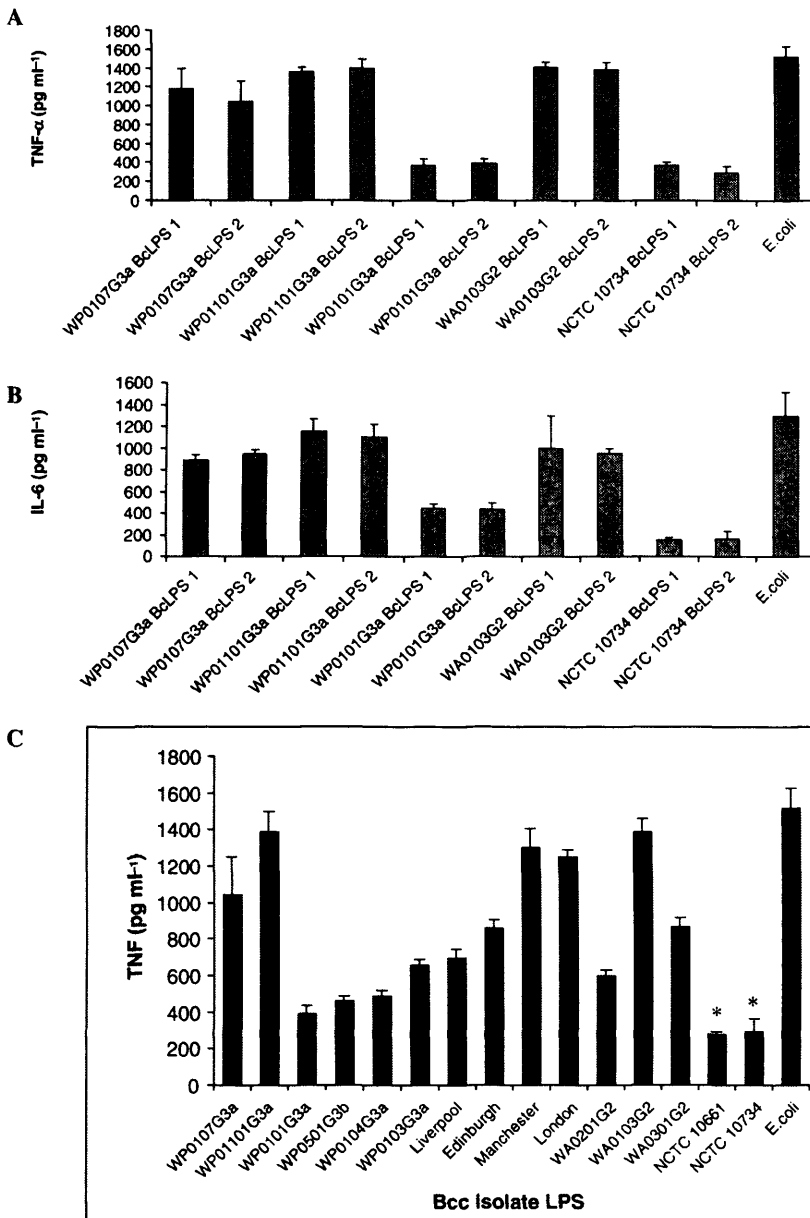 A
TNF-α (pg ml⁻¹)
1800
1600
1400
1200
1000
800
600
400
200
0
WP0107G3a BcLPS 1
WP0107G3a BcLPS 2
WP01101G3a BcLPS 1
WP01101G3a BcLPS 2
WP0101G3a BcLPS 1
WP0101G3a BcLPS 2
WA0103G2 BcLPS 1
WA0103G2 BcLPS 2
NCTC 10734 BcLPS 1
NCTC 10734 BcLPS 2
E.coli
B
IL-6 (pg ml⁻¹)
1600
1400
1200
1000
800
600
400
200
0
WP0107G3a BcLPS 1
WP0107G3a BcLPS 2
WP01101G3a BcLPS 1
WP01101G3a BcLPS 2
WP0101G3a BcLPS 1
WP0101G3a BcLPS 2
WA0103G2 BcLPS 1
WA0103G2 BcLPS 2
NCTC 10734 BcLPS 1
NCTC 10734 BcLPS 2
E.coli
C
TNF (pg ml⁻¹)
1800
1600
1400
1200
1000
800
600
400
200
0
* *
WP0107G3a
WP01101G3a
WP0101G3a
WP0501G3b
WP0104G3a
WP0103G3a
Liverpool
Edinburgh
Manchester
London
WA0201G2
WA0103G2
WA0301G2
NCTC 10661
NCTC 10734
E.coli
Bcc Isolate LPS